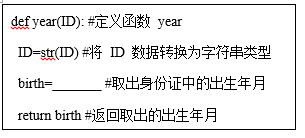 def year(ID): #定义函数 year
ID=str(ID) #将 ID 数据转换为字符串类型
birth=________ #取出身份证中的出生年月
return birth #返回取出的出生年月